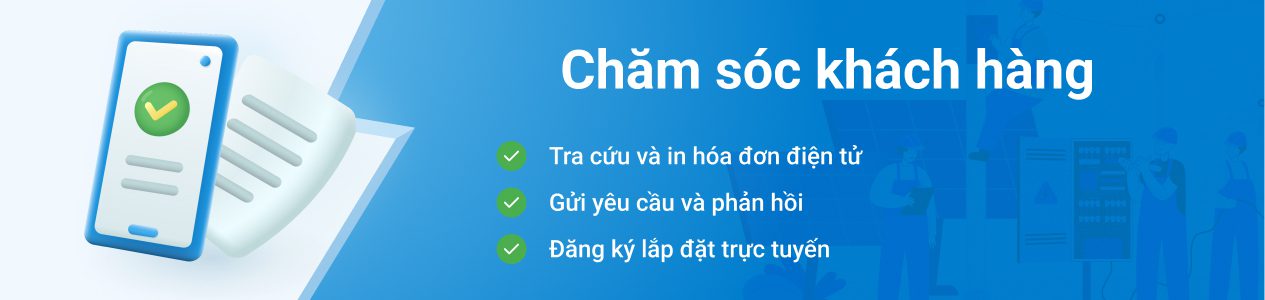 Chăm sóc khách hàng
Tra cứu và in hóa đơn điện tử
Gửi yêu cầu và phản hồi
Đăng ký lắp đặt trực tuyến